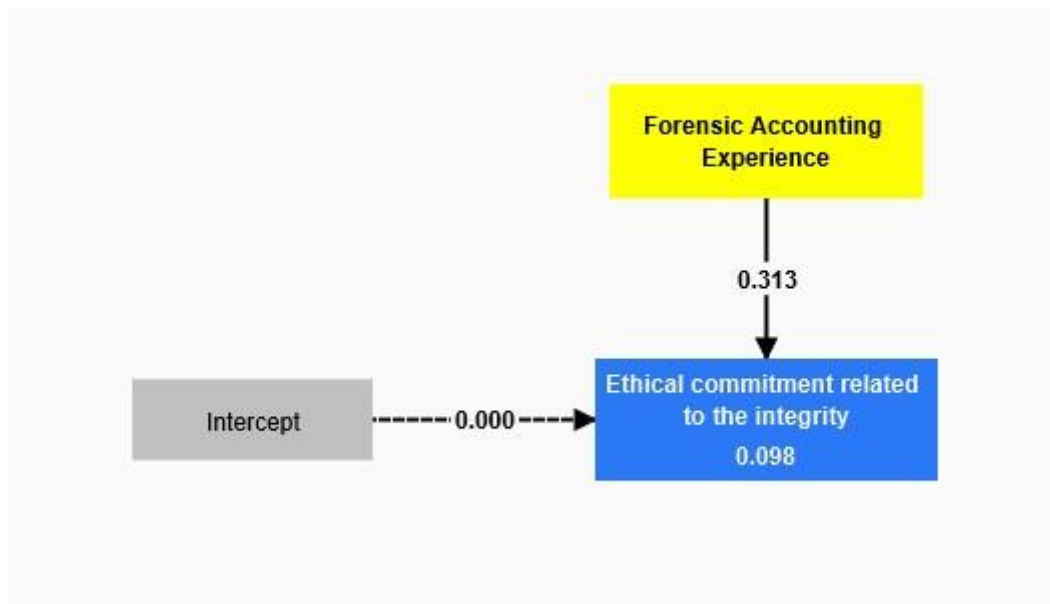 Forensic Accounting
Experience
0.313
Ethical commitment related
to the integrity
0.098
Intercept
0.000